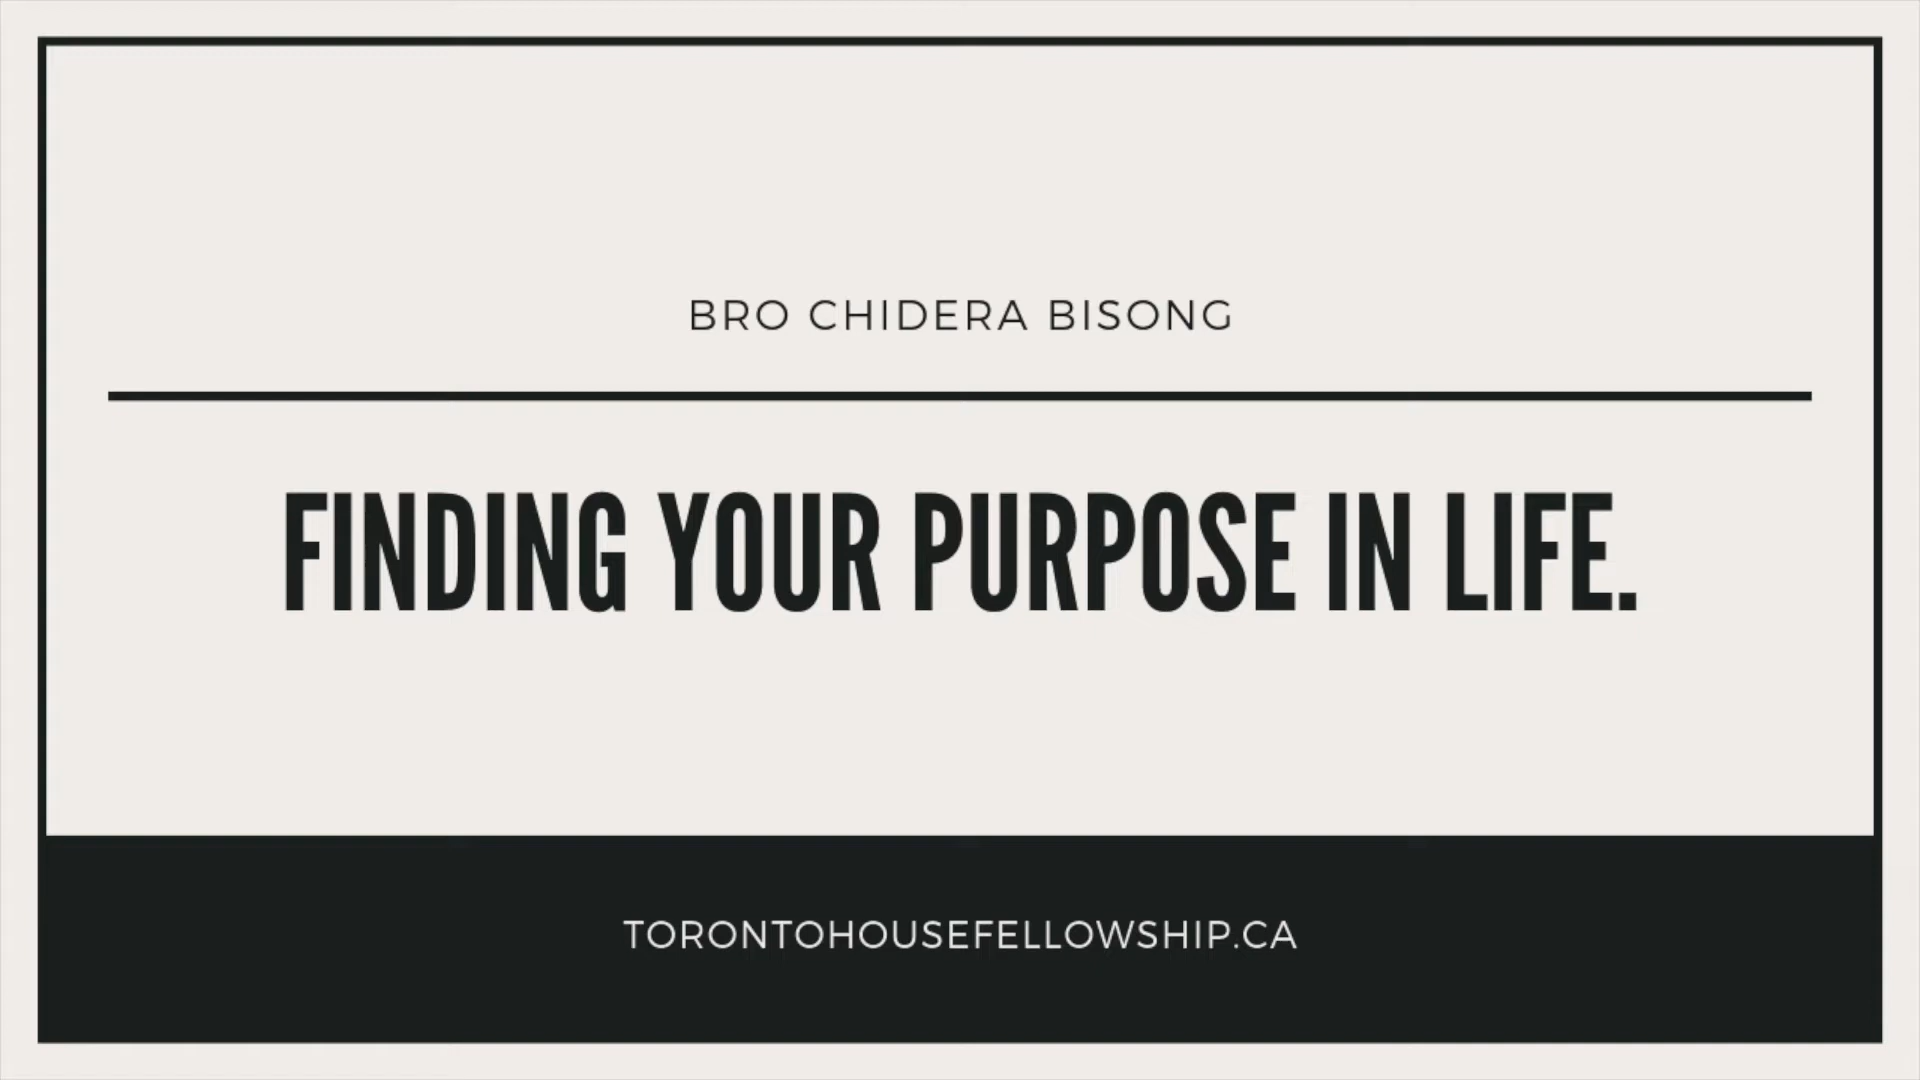 BRO CHIDERA BISONG
FINDING YOUR PURPOSE IN LIFE.
TORONTOHOUSEFELLOWSHIP.CA